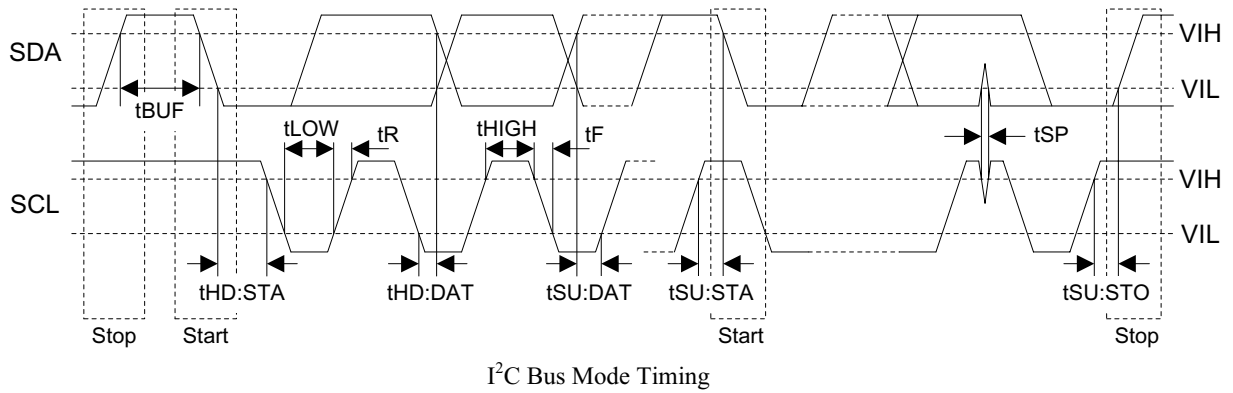 SDA
VIH
VIL
tBUF
tLOW
tR
tHIGH
tF
tSP
SCL
VIH
VIL
tHD:STA
tHD:DAT
tSU:DAT
tSU:STA
tSU:STO
Stop
Start
Start
Stop
I²C Bus Mode Timing